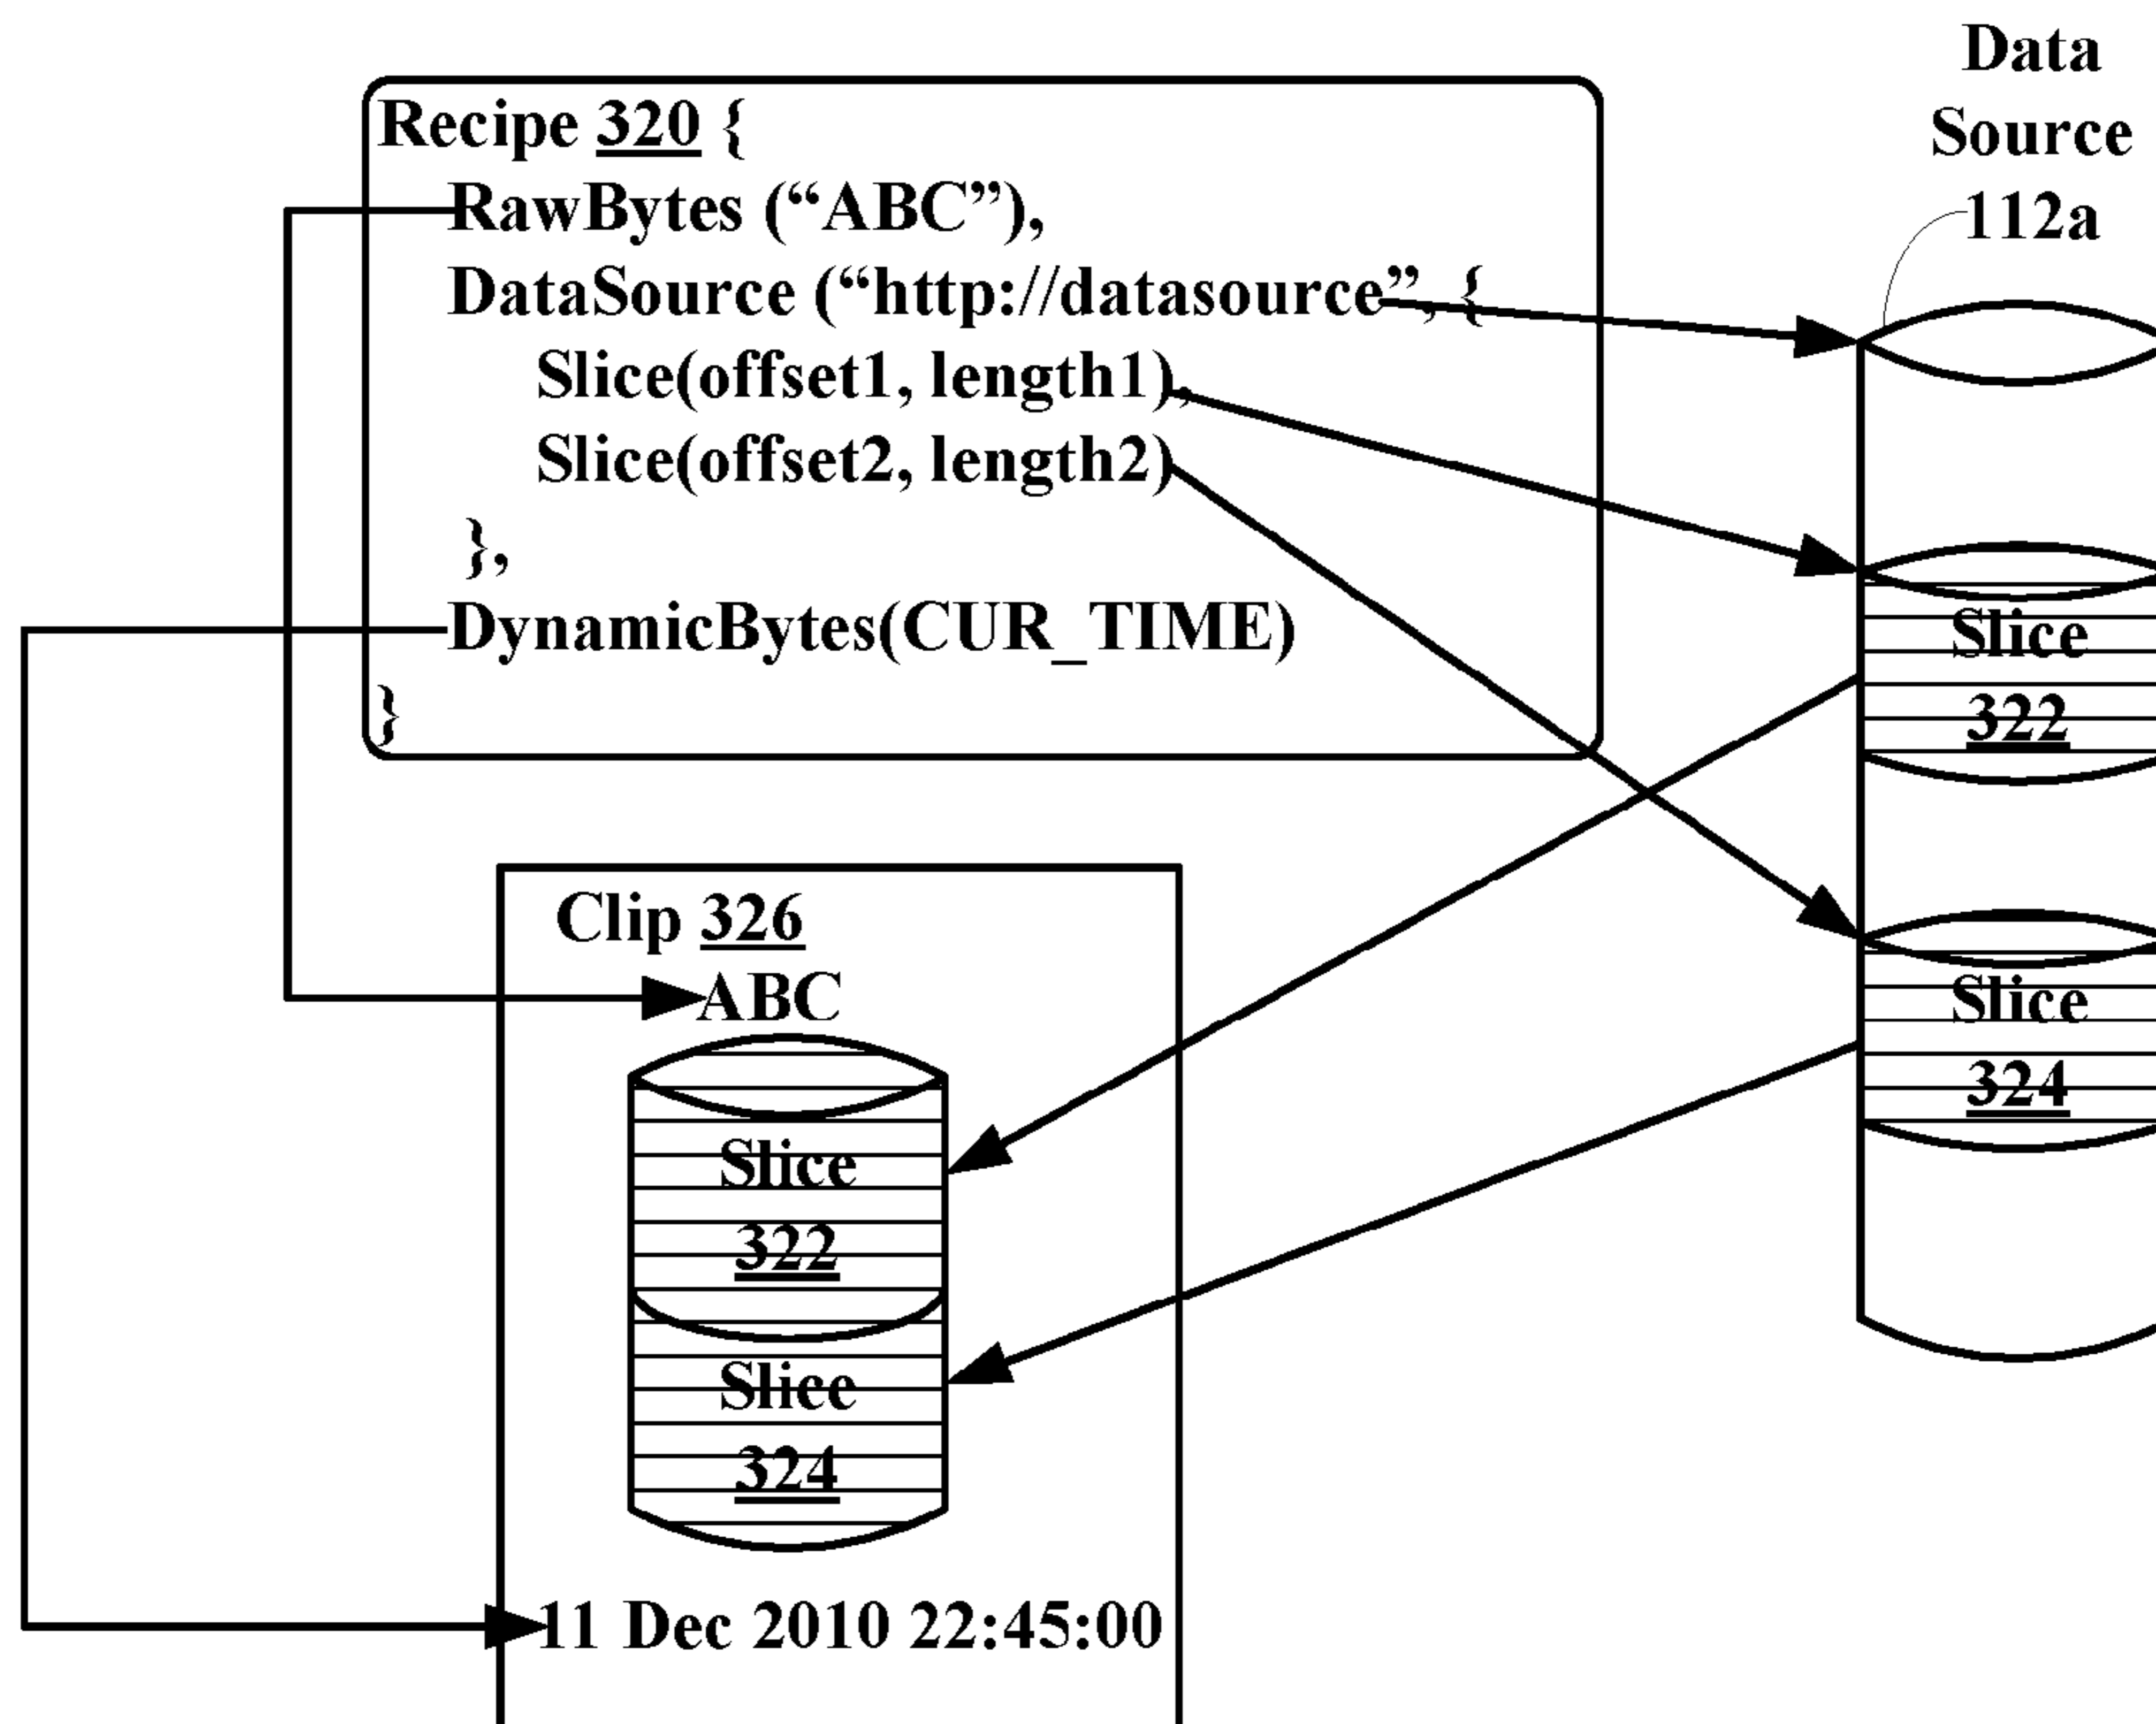 Recipe 320 {
RawBytes (“ABC”),
DataSource (“http://datasource”, {
Slice(offset1, length1),
Slice(offset2, length2)
},
DynamicBytes(CUR_TIME)
}
Data
Source
112a
Slice
322
Slice
324
Clip 326
ABC
Slice
322
Slice
324
11 Dec 2010 22:45:00